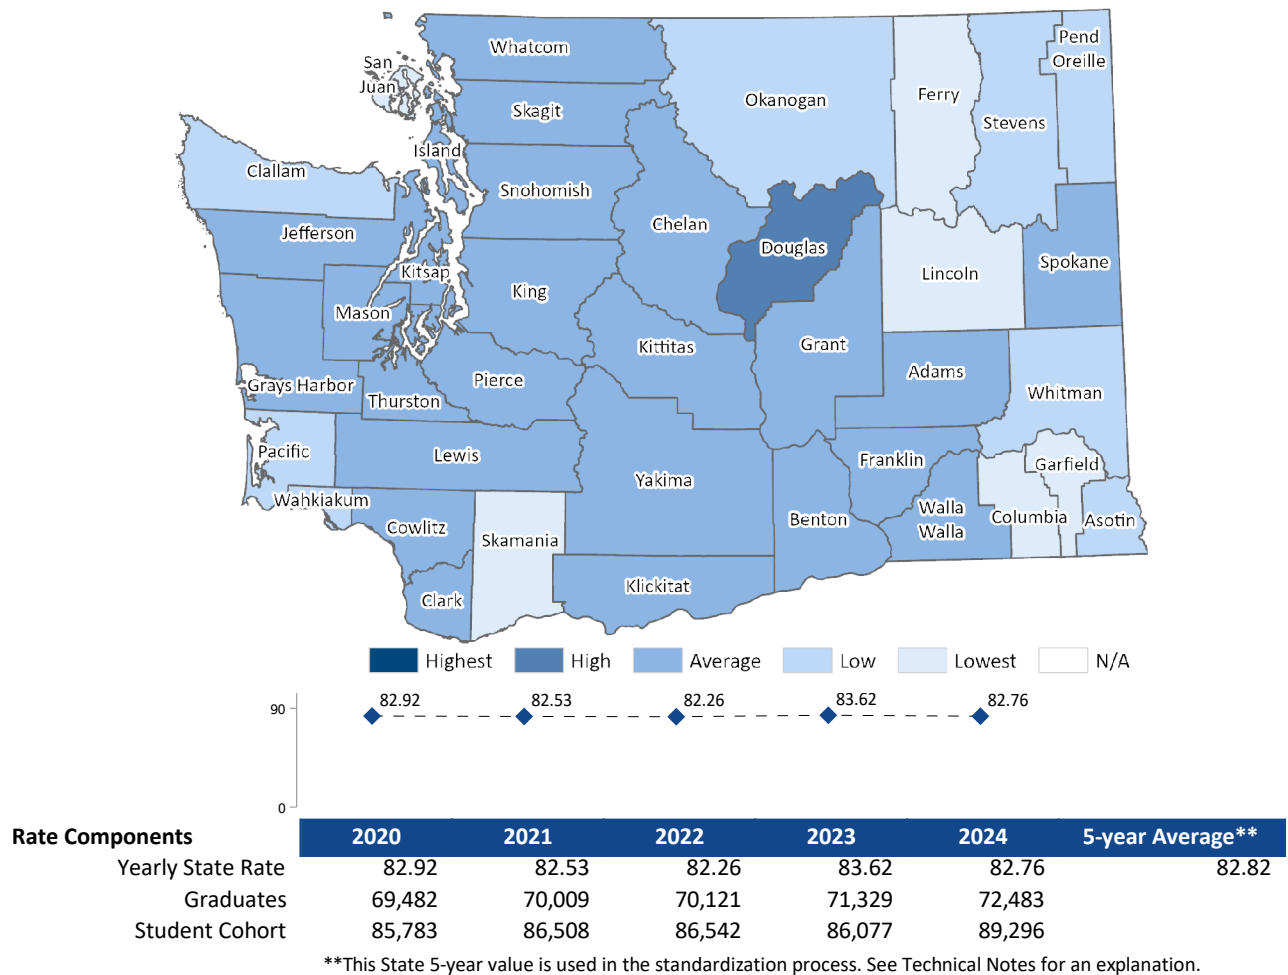 Whatcom
Pend
Oreille
San
Juan
Okanogan
Ferry
Skagit
Stevens
Island
Clallam
Snohomish
Chelan
Jefferson
Douglas
Spokane
Kitsap
Lincoln
King
Mason
Kittitas
Grant
Adams
Pierce
Grays Harbor
Whitman
Thurston
Pacific
Lewis
Franklin
Garfield
Yakima
Wahkiakum
Walla
Walla
Columbia
Asotin
Benton
Cowlitz
Skamania
Klickitat
Clark
Highest High Average Low Lowest N/A
90
82.92 82.53 82.26 83.62 82.76
0
Rate Components 2020 2021 2022 2023 2024 5-year Average**
Yearly State Rate 82.92 82.53 82.26 83.62 82.76 82.82
Graduates 69,482 70,009 70,121 71,329 72,483
Student Cohort 85,783 86,508 86,542 86,077 89,296
**This State 5-year value is used in the standardization process. See Technical Notes for an explanation.